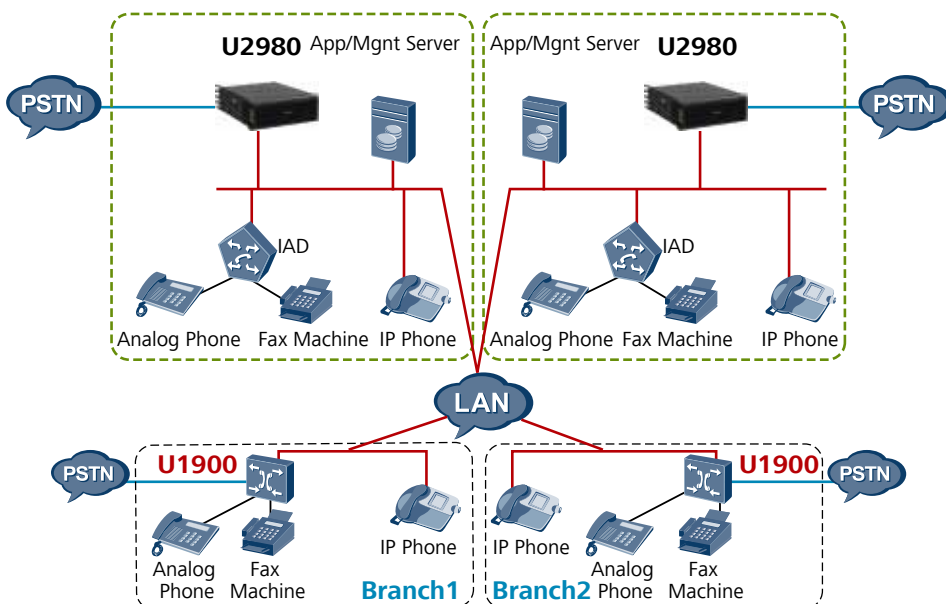 U2980 App/Mgnt Server
App/Mgnt Server U2980
PSTN
PSTN
IAD
IAD
Analog Phone Fax Machine IP Phone
Analog Phone Fax Machine IP Phone
LAN
U1900
U1900
PSTN
PSTN
IP Phone
IP Phone
Analog
Phone
Fax
Machine
Analog
Phone
Fax
Machine
Branch1
Branch2